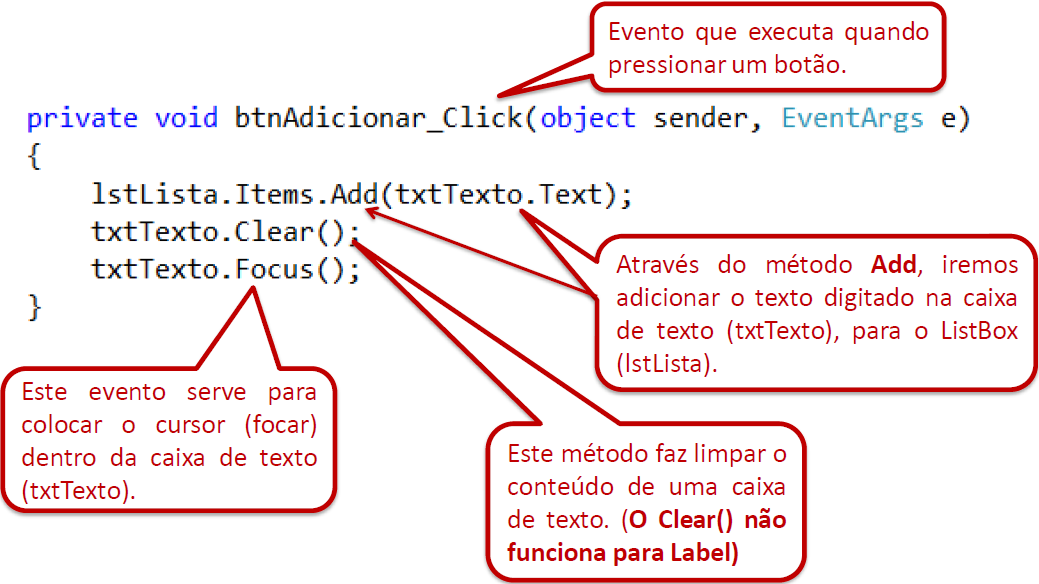 Evento que executa quando
pressionar um botão.
private void btnAdicionar_Click(object sender, EventArgs e)
{
lstLista.Items.Add(txtTexto.Text);
txtTexto.Clear();
txtTexto.Focus();
}
Através do método Add, iremos
adicionar o texto digitado na caixa
de texto (txtTexto), para o ListBox
(lstLista).
Este evento serve para
colocar o cursor (focar)
dentro da caixa de texto
(txtTexto).
Este método faz limpar o
conteúdo de uma caixa
de texto. (O Clear() não
funciona para Label)